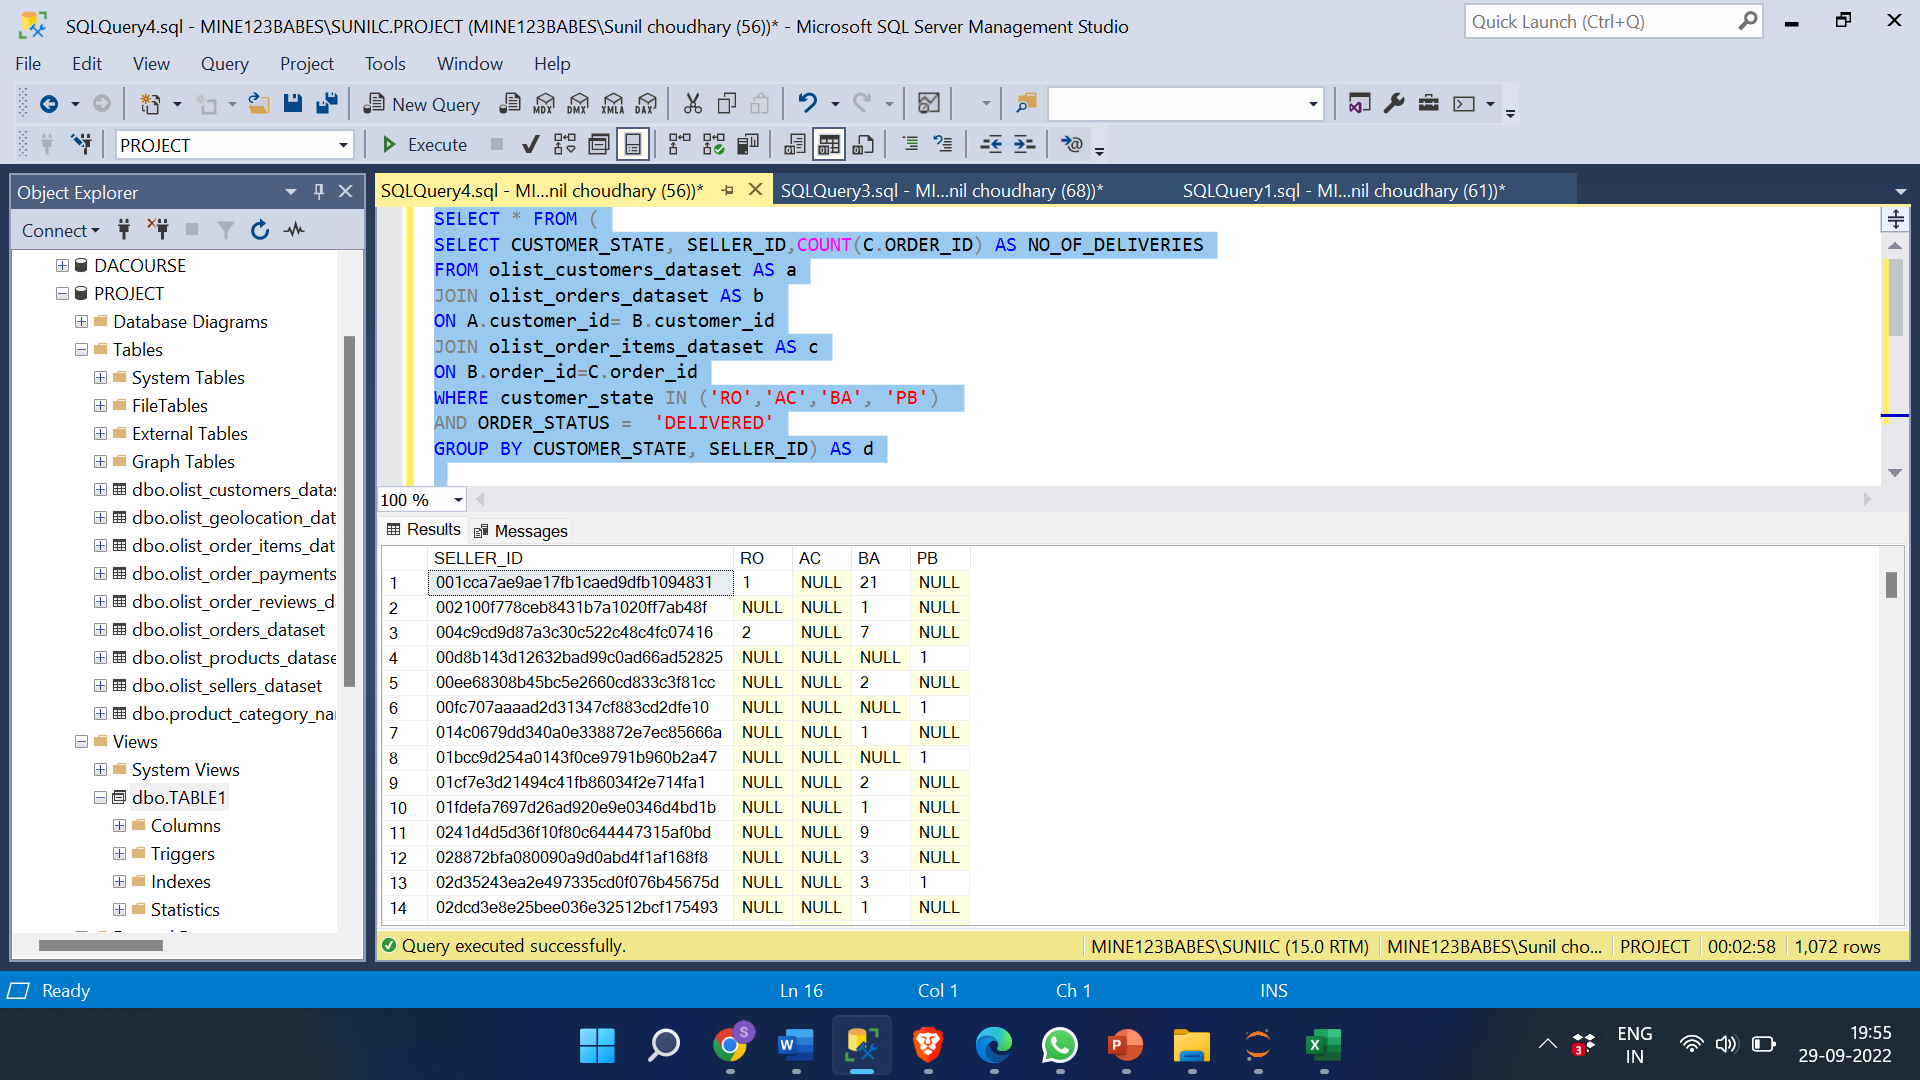 SQLQuery4.sql - MINE123BABES\SUNILC.PROJECT (MINE123BABES\Sunil choudhary (56))* - Microsoft SQL Server Management Studio
Quick Launch (Ctrl+Q)
File Edit View Query Project Tools Window Help
New Query MDX DMX XMLA DAX
PROJECT Execute
Object Explorer
SQLQuery4.sql - MI...nil choudhary (56))* SQLQuery3.sql - MI...nil choudhary (68))* SQLQuery1.sql - MI...nil choudhary (61))*
Connect
DACOURSE
PROJECT
Database Diagrams
Tables
System Tables
FileTables
External Tables
Graph Tables
dbo.olist_customers_datas
dbo.olist_geolocation_dat
dbo.olist_order_items_dat
dbo.olist_order_payments
dbo.olist_order_reviews_d
dbo.olist_orders_dataset
dbo.olist_products_datase
dbo.olist_sellers_dataset
dbo.product_category_nar
Views
System Views
dbo.TABLE1
Columns
Triggers
Indexes
Statistics
SELECT * FROM (
SELECT CUSTOMER_STATE, SELLER_ID,COUNT(C.ORDER_ID) AS NO_OF_DELIVERIES
FROM olist_customers_dataset AS a
JOIN olist_orders_dataset AS b
ON A.customer_id= B.customer_id
JOIN olist_order_items_dataset AS c
ON B.order_id=C.order_id
WHERE customer_state IN ('RO','AC','BA', 'PB')
AND ORDER_STATUS = 'DELIVERED'
GROUP BY CUSTOMER_STATE, SELLER_ID) AS d
100 %
Results Messages
SELLER_ID RO AC BA PB
1 001cca7ae9ae17fb1caed9dfb1094831 1 NULL 21 NULL
2 002100f778ceb8431b7a1020ff7ab48f NULL NULL 1 NULL
3 004c9cd9d87a3c30c522c48c4fc07416 2 NULL 7 NULL
4 00d8b143d12632bad99c0ad66ad52825 NULL NULL NULL 1
5 00ee68308b45bc5e2660cd833c3f81cc NULL NULL 2 NULL
6 00fc707aaaad2d31347cf883cd2dfe10 NULL NULL NULL 1
7 014c0679dd340a0e338872e7ec85666a NULL NULL 1 NULL
8 01bcc9d254a0143f0ce9791b960b2a47 NULL NULL NULL 1
9 01cf7e3d21494c41fb86034f2e714fa1 NULL NULL 2 NULL
10 01fdefa7697d26ad920e9e0346d4bd1b NULL NULL 1 NULL
11 0241d4d5d36f10f80c644447315af0bd NULL NULL 9 NULL
12 028872bfa080090a9d0abd4f1af168f8 NULL NULL 3 NULL
13 02d35243ea2e497335cd0f076b45675d NULL NULL 3 1
14 02dcd3e8e25bee036e32512bcf175493 NULL NULL 1 NULL
Query executed successfully. MINE123BABES\SUNILC (15.0 RTM) MINE123BABES\Sunil cho... PROJECT 00:02:58 1,072 rows
Ready Ln 16 Col 1 Ch 1 INS
S W P X 3
ENG
IN
19:55
29-09-2022